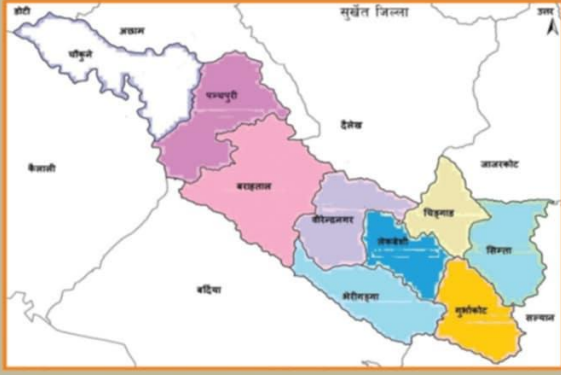 डोटी
अछाम
सुर्खेत जिल्ला
उत्तर
चौकुने
पञ्चपुरी
दैलेख
जाजरकोट
कैलाली
बराहताल
वीरेन्द्रनगर
चिङ्गाड
लेकबेशी
सिम्ता
बर्दिया
भेरीगङ्गा
गुर्भाकोट
सल्यान